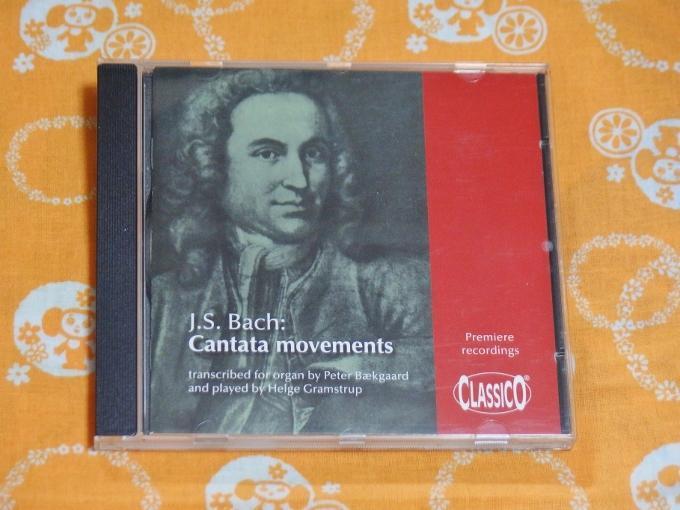 J.S. Bach:
Cantata movements
transcribed for organ by Peter Bækgaard
and played by Helge Gramstrup
Premiere
recordings
CLASSICO®